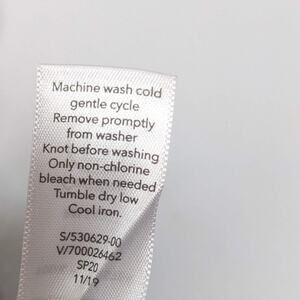 Machine wash cold
gentle cycle
Remove promptly
from washer
Knot before washing
Only non-chlorine
bleach when needed
Tumble dry low
Cool iron.
S/530629-00
V/700026462
SP20
11/19